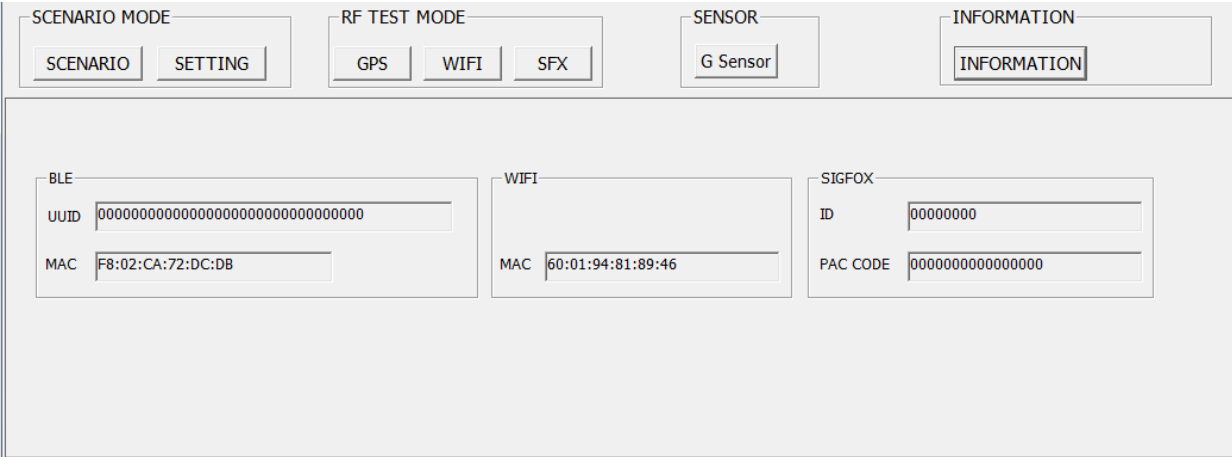 SCENARIO MODE RF TEST MODE SENSOR INFORMATION
SCENARIO SETTING GPS WIFI SFX G Sensor INFORMATION
BLE WIFI SIGFOX
UUID 00000000000000000000000000000000 ID 00000000
MAC F8:02:CA:72:DC:DB MAC 60:01:94:81:89:46 PAC CODE 0000000000000000